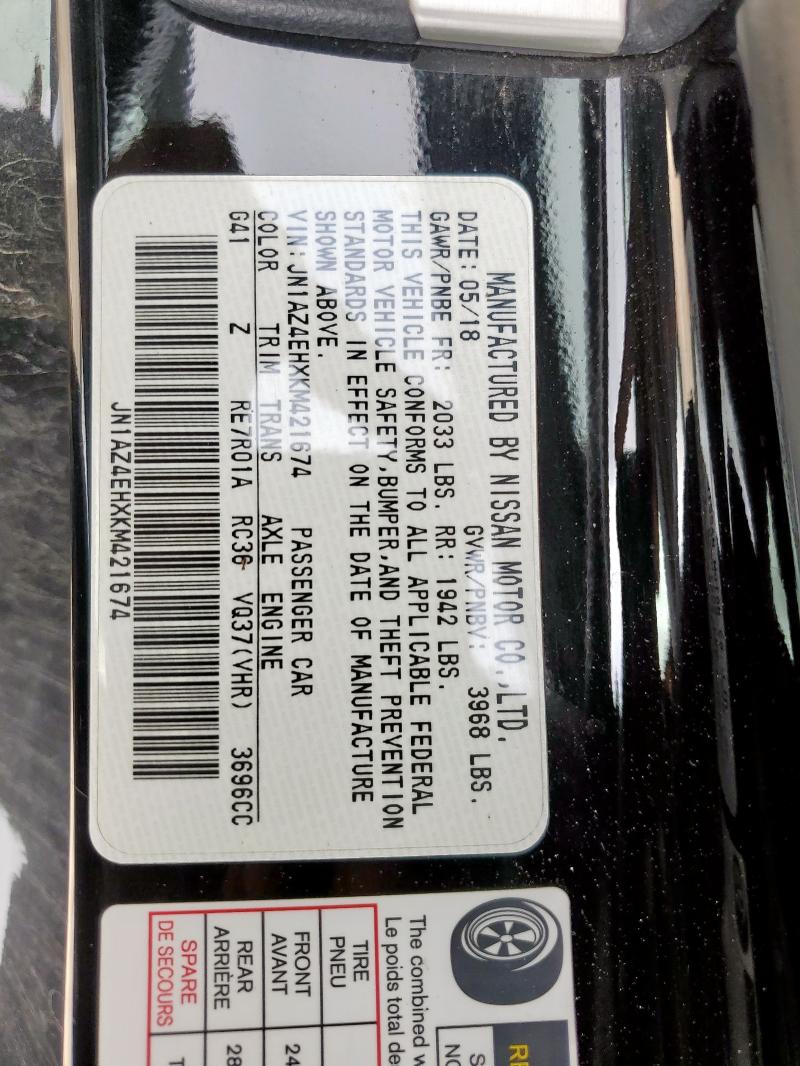 MANUFACTURED BY NISSAN MOTOR CO.,LTD.
DATE: 05/18 GVWR/PNBV: 3968 LBS.
GAWR/PNBE FR: 2033 LBS. RR: 1942 LBS.
THIS VEHICLE CONFORMS TO ALL APPLICABLE FEDERAL
MOTOR VEHICLE SAFETY,BUMPER,AND THEFT PREVENTION
STANDARDS IN EFFECT ON THE DATE OF MANUFACTURE
SHOWN ABOVE.
VIN: JN1AZ4EHXKM421674 PASSENGER CAR
COLOR TRIM TRANS AXLE ENGINE
G41 Z RE7R01A RC36 VQ37(VHR) 3696CC
JN1AZ4EHXKM421674
The combined
Le poids total de
TIRE
PNEU
FRONT
AVANT 24
REAR
ARRIÈRE 28
SPARE
DE SECOURS